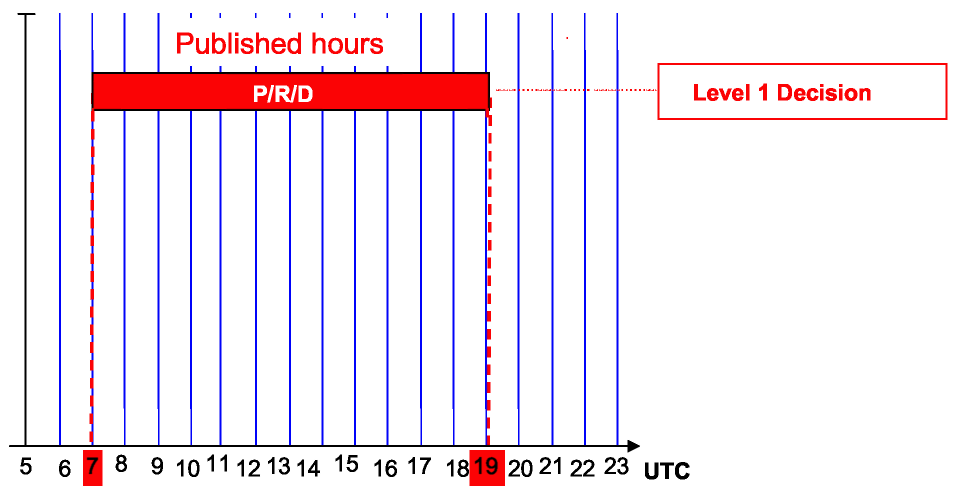 Published hours
P/R/D
Level 1 Decision
5 6 7 8 9 10 11 12 13 14 15 16 17 18 19 20 21 22 23 UTC